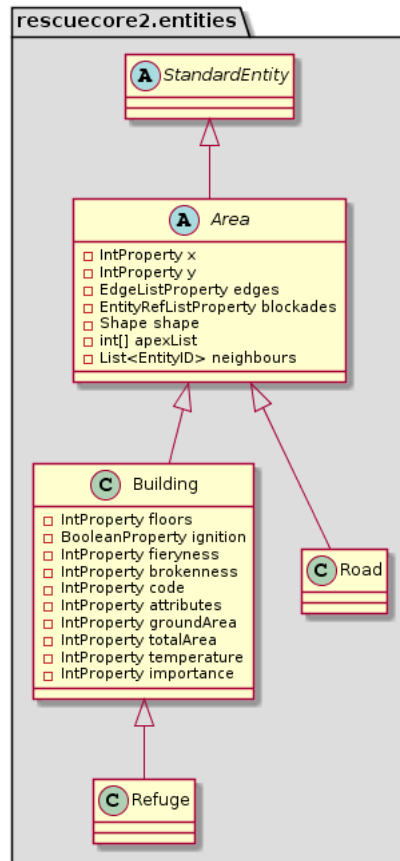 rescuecore2.entities
A StandardEntity
A Area
IntProperty x
IntProperty y
EdgeListProperty edges
EntityRefListProperty blockades
Shape shape
int[] apexList
List<EntityID> neighbours
C Building
IntProperty floors
BooleanProperty ignition
IntProperty fieryness
IntProperty brokenness
IntProperty code
IntProperty attributes
IntProperty groundArea
IntProperty totalArea
IntProperty temperature
IntProperty importance
C Road
C Refuge